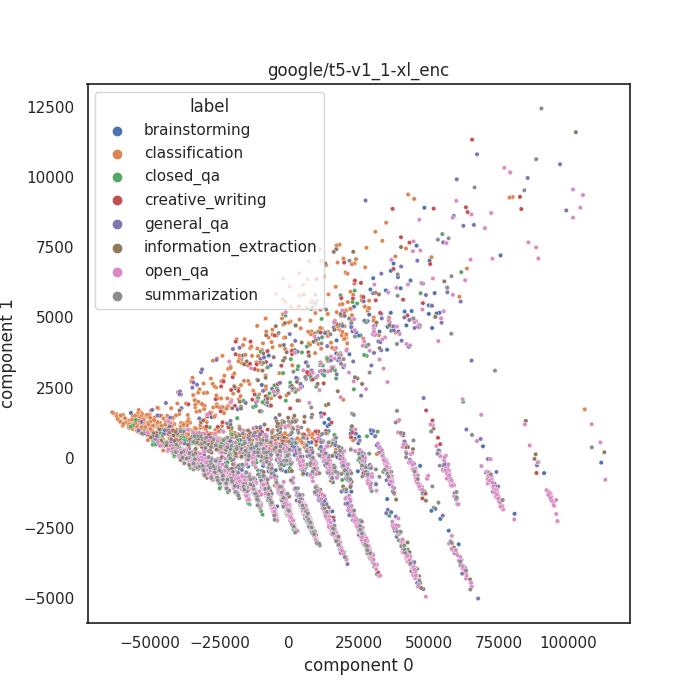 google/t5-v1_1-xl_enc
label
brainstorming
classification
closed_qa
creative_writing
general_qa
information_extraction
open_qa
summarization
component 1
12500
10000
7500
5000
2500
0
−2500
−5000
−50000 −25000 0 25000 50000 75000 100000
component 0